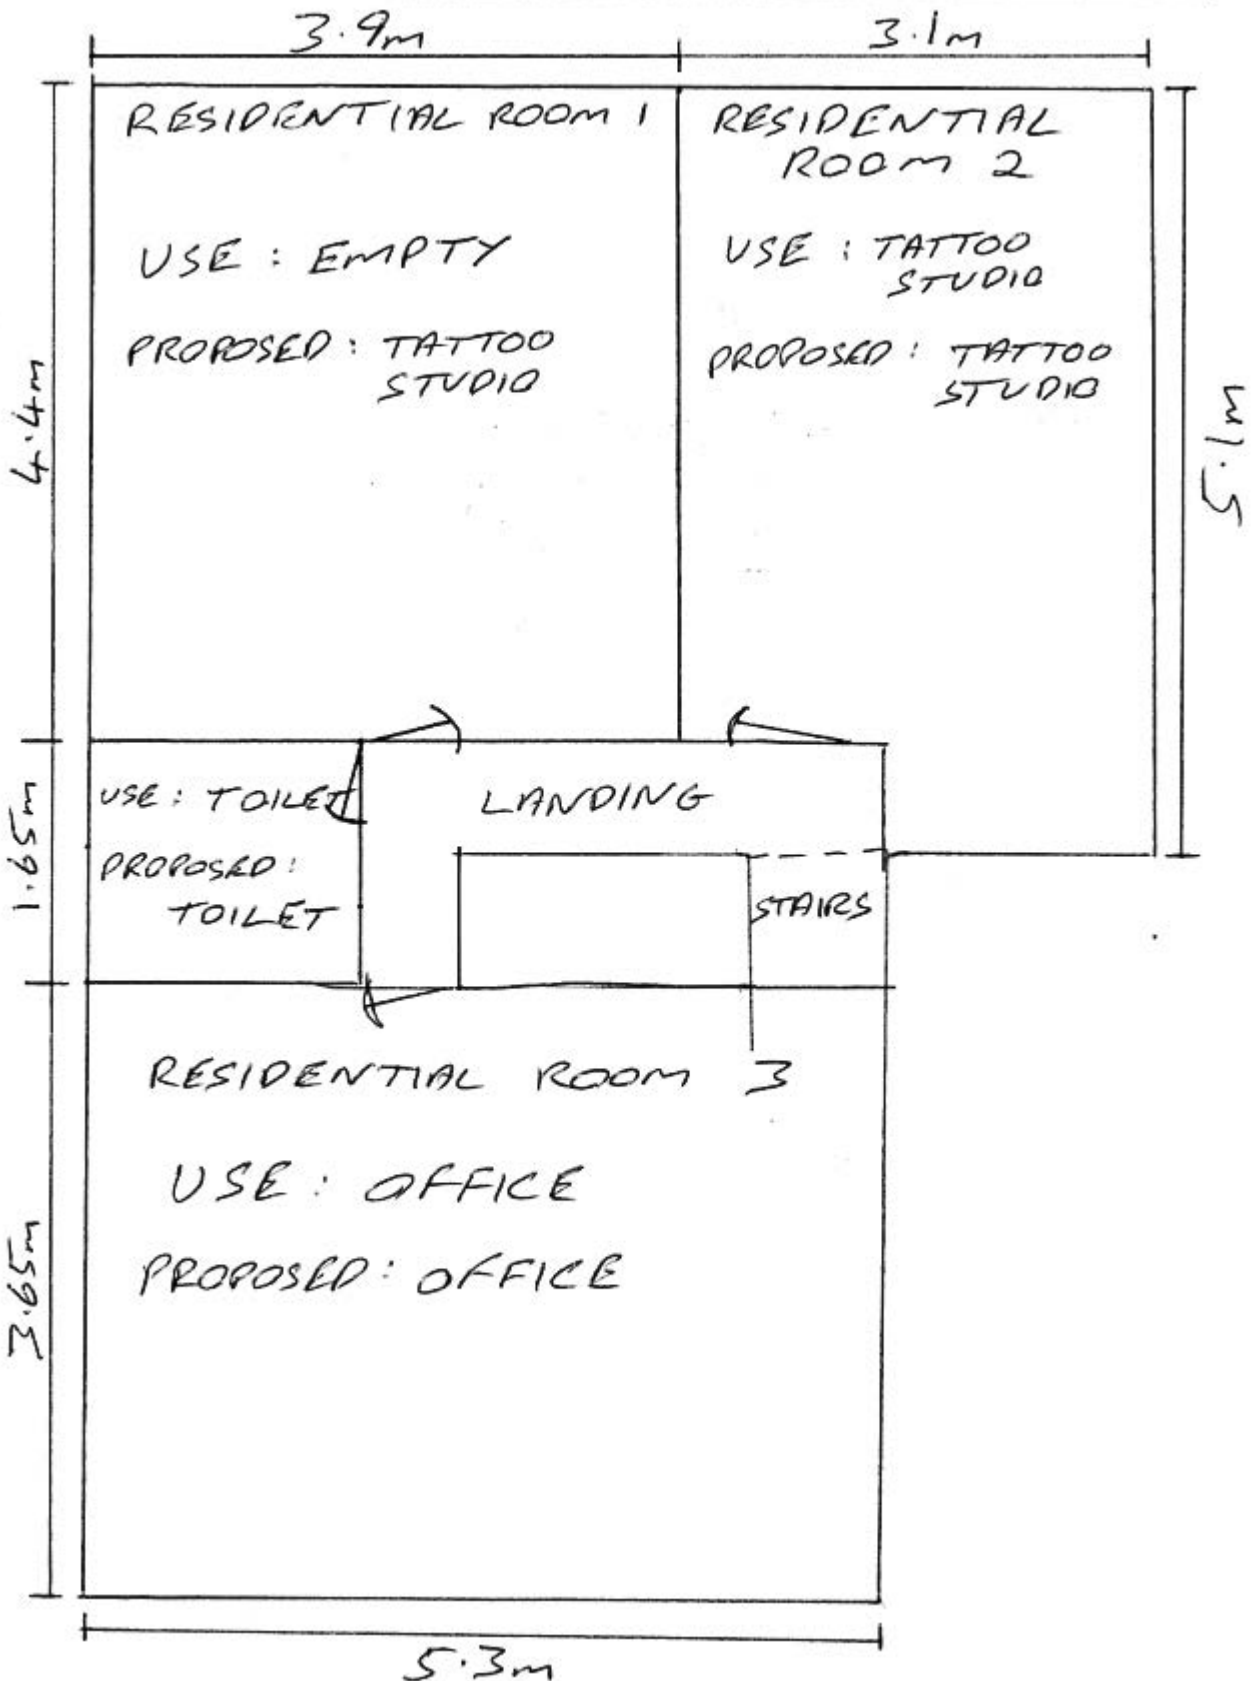 3.9m
3.1m
RESIDENTIAL ROOM 1
RESIDENTIAL
ROOM 2
USE : EMPTY
USE : TATTOO
STUDIO
PROPOSED : TATTOO
STUDIO
PROPOSED : TATTOO
STUDIO
4.4m
5.1m
USE : TOILET
LANDING
PROPOSED :
TOILET
STAIRS
1.65m
RESIDENTIAL ROOM 3
USE : OFFICE
PROPOSED : OFFICE
3.65m
5.3m